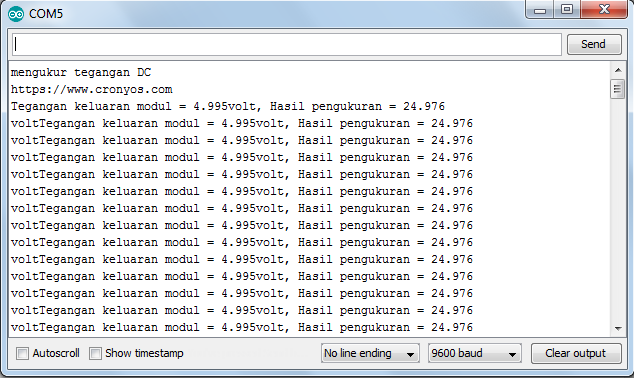 COM5
Send
mengukur tegangan DC
https://www.cronyos.com
Tegangan keluaran modul = 4.995volt, Hasil pengukuran = 24.976
voltTegangan keluaran modul = 4.995volt, Hasil pengukuran = 24.976
voltTegangan keluaran modul = 4.995volt, Hasil pengukuran = 24.976
voltTegangan keluaran modul = 4.995volt, Hasil pengukuran = 24.976
voltTegangan keluaran modul = 4.995volt, Hasil pengukuran = 24.976
voltTegangan keluaran modul = 4.995volt, Hasil pengukuran = 24.976
voltTegangan keluaran modul = 4.995volt, Hasil pengukuran = 24.976
voltTegangan keluaran modul = 4.995volt, Hasil pengukuran = 24.976
voltTegangan keluaran modul = 4.995volt, Hasil pengukuran = 24.976
voltTegangan keluaran modul = 4.995volt, Hasil pengukuran = 24.976
voltTegangan keluaran modul = 4.995volt, Hasil pengukuran = 24.976
voltTegangan keluaran modul = 4.995volt, Hasil pengukuran = 24.976
voltTegangan keluaran modul = 4.995volt, Hasil pengukuran = 24.976
voltTegangan keluaran modul = 4.995volt, Hasil pengukuran = 24.976
Autoscroll Show timestamp No line ending 9600 baud Clear output